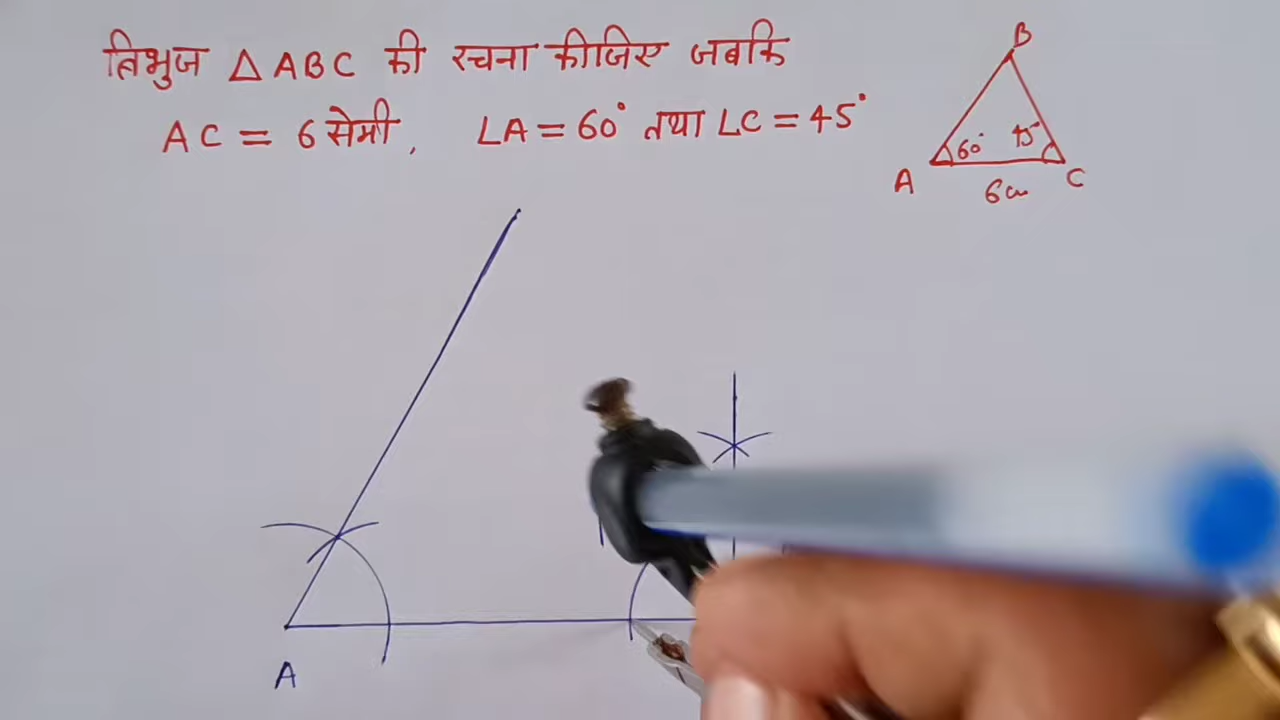 त्रिभुज △ABC की रचना कीजिए जबकि
AC = 6 सेमी, ∠A = 60° तथा ∠C = 45°
B
60° 45°
A C
6cm
A